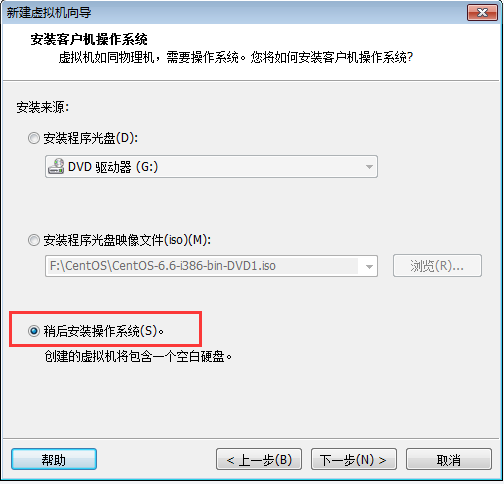 新建虚拟机向导
安装客户机操作系统
虚拟机如同物理机，需要操作系统。您将如何安装客户机操作系统?
安装来源:
安装程序光盘(D):
DVD 驱动器 (G:)
安装程序光盘映像文件(iso)(M):
F:\CentOS\CentOS-6.6-i386-bin-DVD1.iso
浏览(R)...
稍后安装操作系统(S)。
创建的虚拟机将包含一个空白硬盘。
帮助
< 上一步(B)
下一步(N) >
取消